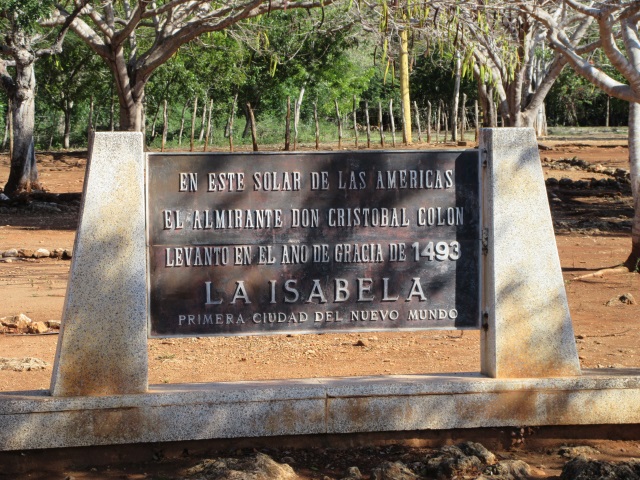 EN ESTE SOLAR DE LAS AMERICAS
EL ALMIRANTE DON CRISTOBAL COLON
LEVANTO EN EL ANO DE GRACIA DE 1493
LA ISABELA
PRIMERA CIUDAD DEL NUEVO MUNDO